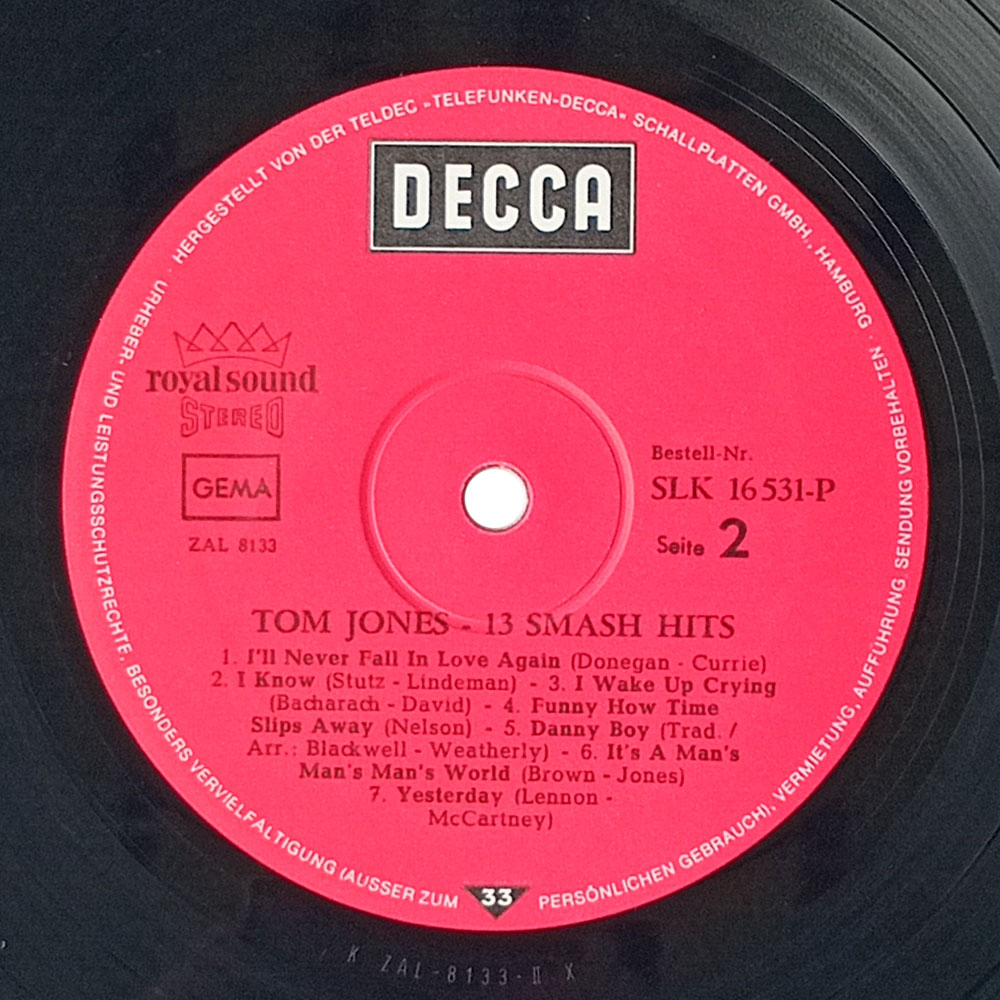 HERGESTELLT VON DER TELDEC »TELEFUNKEN-DECCA« SCHALLPLATTEN GMBH., HAMBURG ·
URHEBER- UND LEISTUNGSSCHUTZRECHTE, BESONDERS VERVIELFÄLTIGUNG (AUSSER ZUM PERSÖNLICHEN GEBRAUCH), VERMIETUNG, AUFFÜHRUNG, SENDUNG VORBEHALTEN ·
DECCA
royal sound
STEREO
GEMA
ZAL 8133
Bestell-Nr.
SLK 16 531-P
Seite 2
TOM JONES - 13 SMASH HITS
1. I'll Never Fall In Love Again (Donegan - Currie)
2. I Know (Stutz - Lindeman) - 3. I Wake Up Crying
(Bacharach - David) - 4. Funny How Time
Slips Away (Nelson) - 5. Danny Boy (Trad. /
Arr.: Blackwell - Weatherly) - 6. It's A Man's
Man's Man's World (Brown - Jones)
7. Yesterday (Lennon -
McCartney)
33
K ZAL-8133-II X